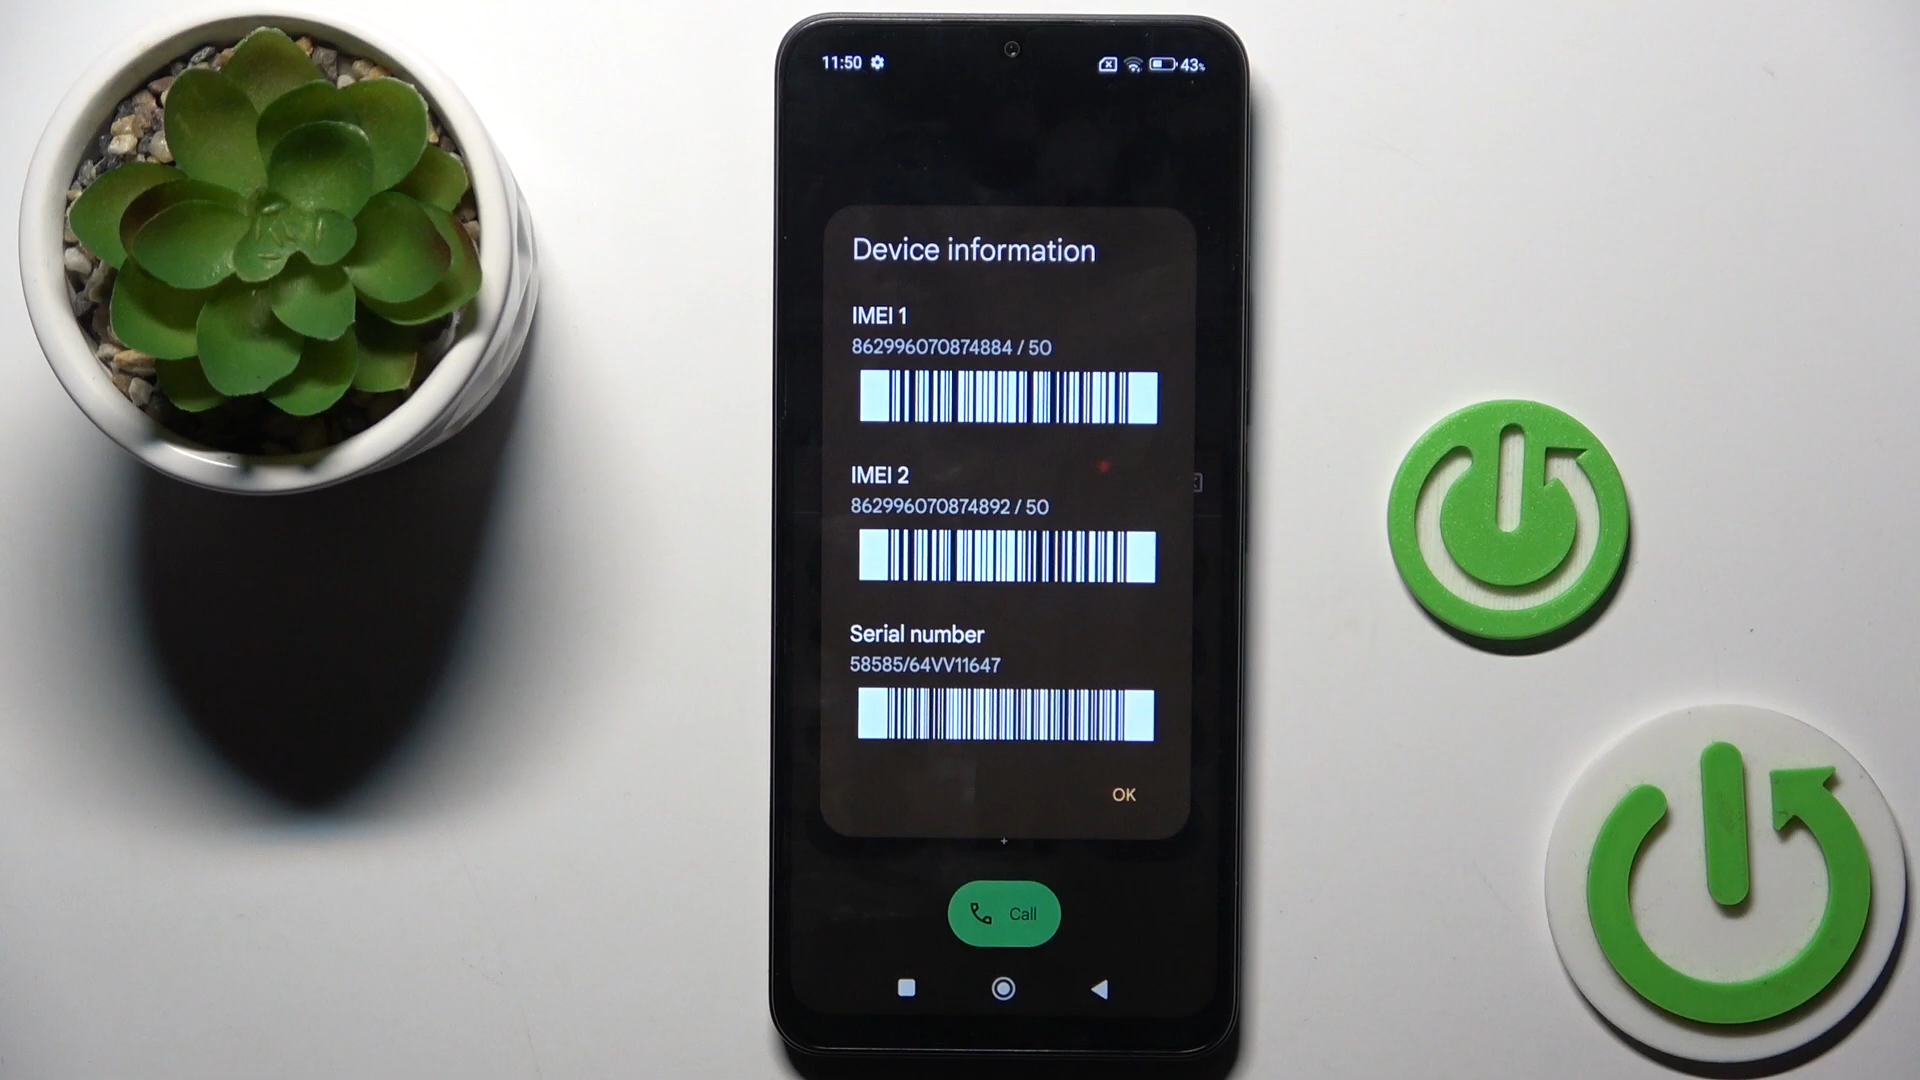 11:50 43%
Device information
IMEI 1
862996070874884 / 50
IMEI 2
862996070874892 / 50
Serial number
58585/64VV11647
OK
+
Call